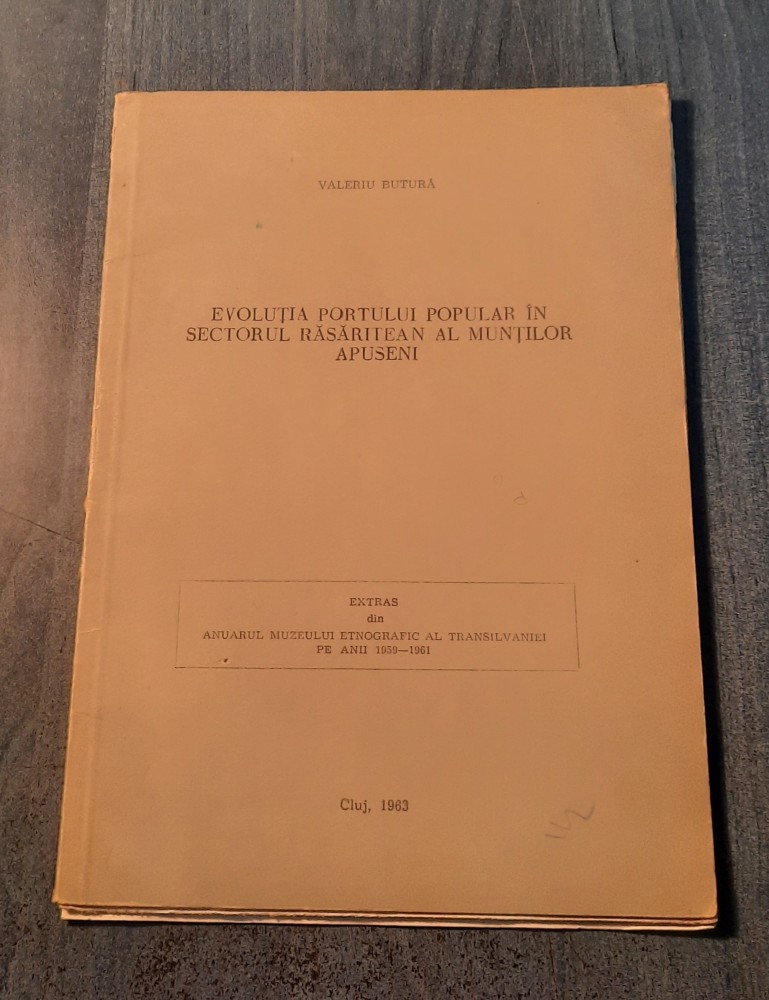 VALERIU BUTURĂ
EVOLUȚIA PORTULUI POPULAR ÎN
SECTORUL RĂSĂRITEAN AL MUNȚILOR
APUSENI
EXTRAS
din
ANUARUL MUZEULUI ETNOGRAFIC AL TRANSILVANIEI
PE ANII 1959—1961
Cluj, 1963